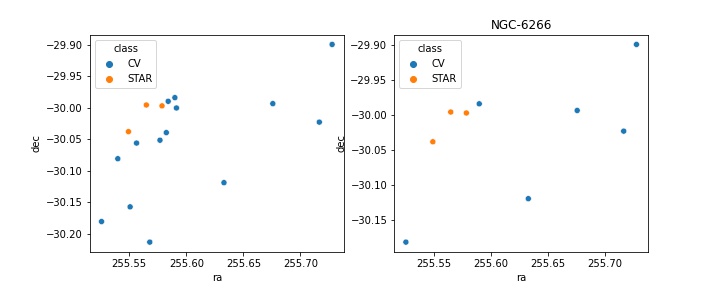 NGC-6266
class
CV
STAR
−29.90
−29.95
−30.00
−30.05
−30.10
−30.15
−30.20
dec
255.55
255.60
255.65
255.70
ra
class
CV
STAR
−29.90
−29.95
−30.00
−30.05
−30.10
−30.15
dec
255.55
255.60
255.65
255.70
ra